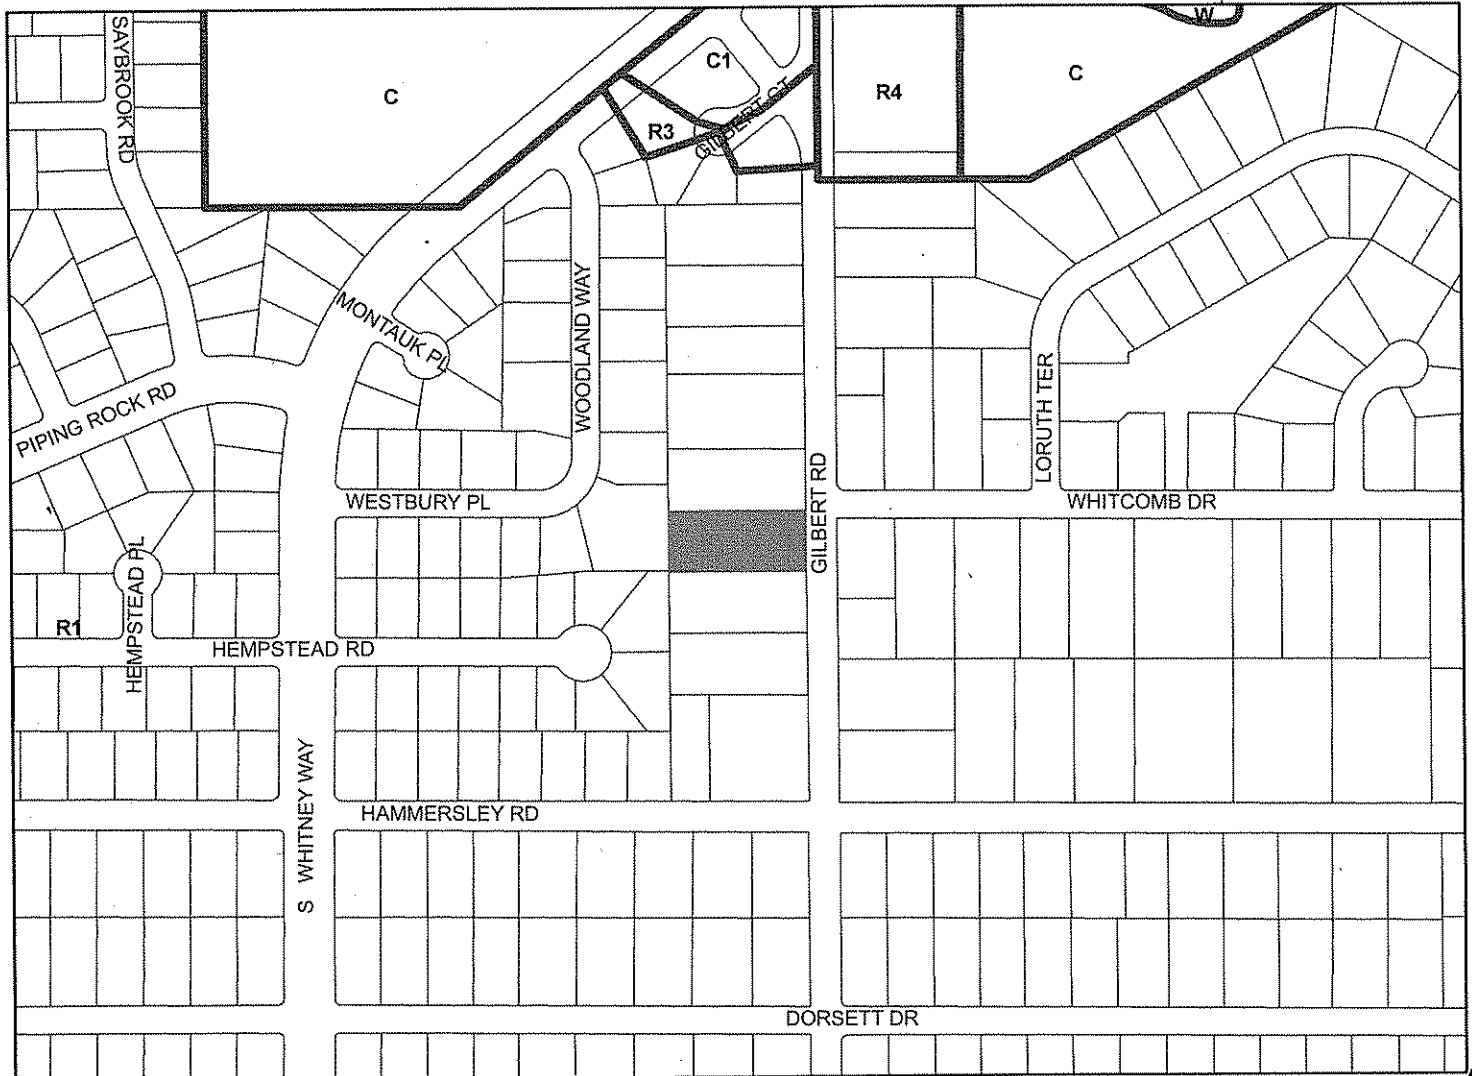 SAYBROOK RD
C
C1
R3
GILBERT CT
R4
C
W
MONTAUK PL
WOODLAND WAY
PIPING ROCK RD
WESTBURY PL
GILBERT RD
LORUTH TER
WHITCOMB DR
HEMPSTEAD PL
R1
HEMPSTEAD RD
S WHITNEY WAY
HAMMERSLEY RD
DORSETT DR